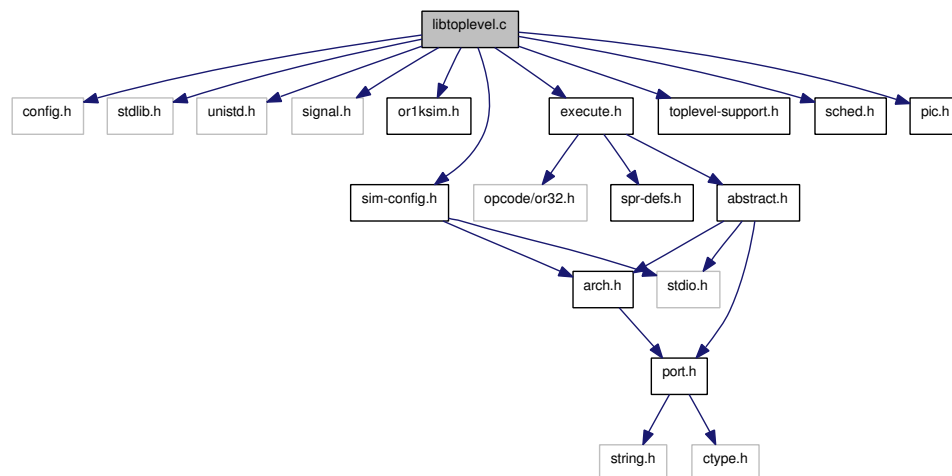 libtoplevel.c
config.h
stdlib.h
unistd.h
signal.h
or1ksim.h
execute.h
toplevel-support.h
sched.h
pic.h
sim-config.h
opcode/or32.h
spr-defs.h
abstract.h
arch.h
stdio.h
port.h
string.h
ctype.h